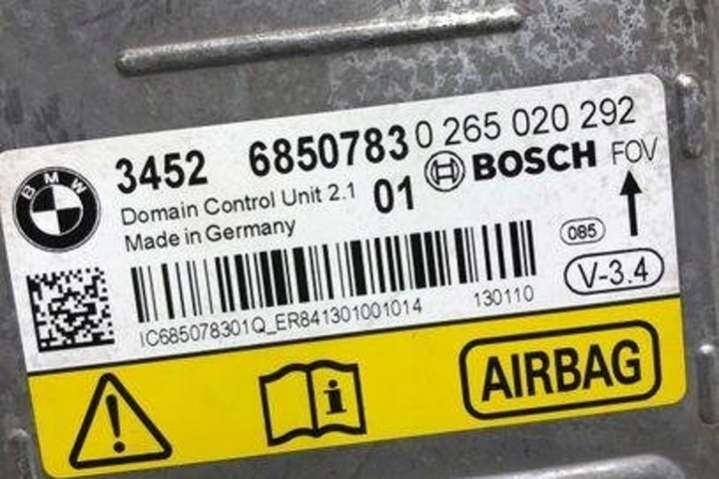 BMW
3452 6850783 0 265 020 292
Domain Control Unit 2.1 01 BOSCH FOV
Made in Germany
085
V-3.4
IC685078301Q_ER841301001014 130110
i AIRBAG